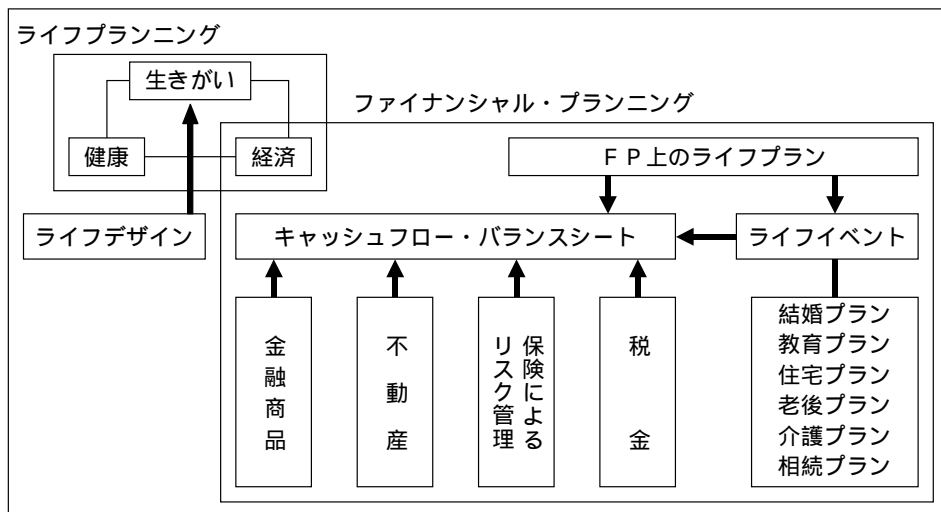 ライフプランニング
生きがい
ファイナンシャル・プランニング
健康
経済
ＦＰ上のライフプラン
ライフデザイン
キャッシュフロー・バランスシート
ライフイベント
金融商品
不動産
保険による
リスク管理
税金
結婚プラン
教育プラン
住宅プラン
老後プラン
介護プラン
相続プラン